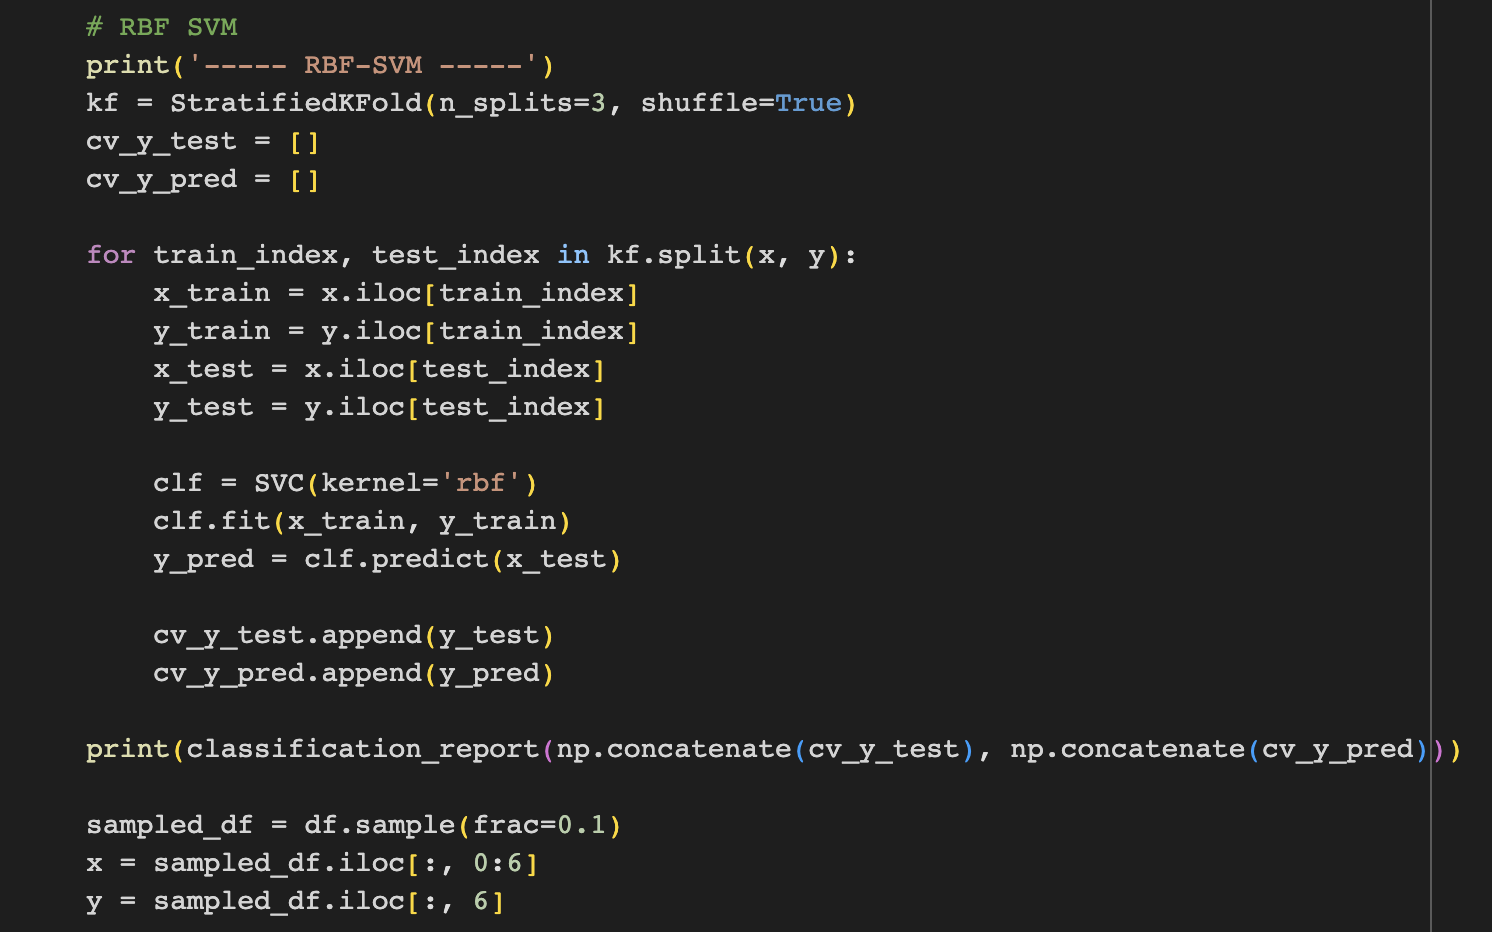 # RBF SVM
print('----- RBF-SVM -----')
kf = StratifiedKFold(n_splits=3, shuffle=True)
cv_y_test = []
cv_y_pred = []

for train_index, test_index in kf.split(x, y):
    x_train = x.iloc[train_index]
    y_train = y.iloc[train_index]
    x_test = x.iloc[test_index]
    y_test = y.iloc[test_index]

    clf = SVC(kernel='rbf')
    clf.fit(x_train, y_train)
    y_pred = clf.predict(x_test)

    cv_y_test.append(y_test)
    cv_y_pred.append(y_pred)

print(classification_report(np.concatenate(cv_y_test), np.concatenate(cv_y_pred)))

sampled_df = df.sample(frac=0.1)
x = sampled_df.iloc[:, 0:6]
y = sampled_df.iloc[:, 6]